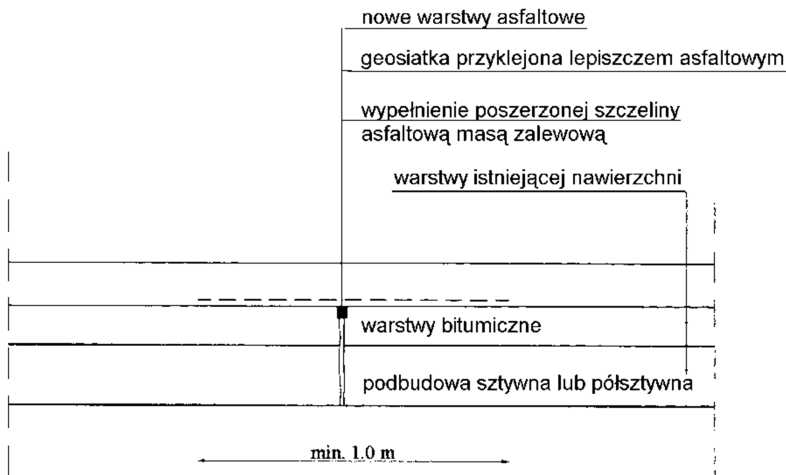 nowe warstwy asfaltowe
geosiatka przyklejona lepiszczem asfaltowym
wypełnienie poszerzonej szczeliny
asfaltową masą zalewową
warstwy istniejącej nawierzchni
warstwy bitumiczne
podbudowa sztywna lub półsztywna
min. 1.0 m